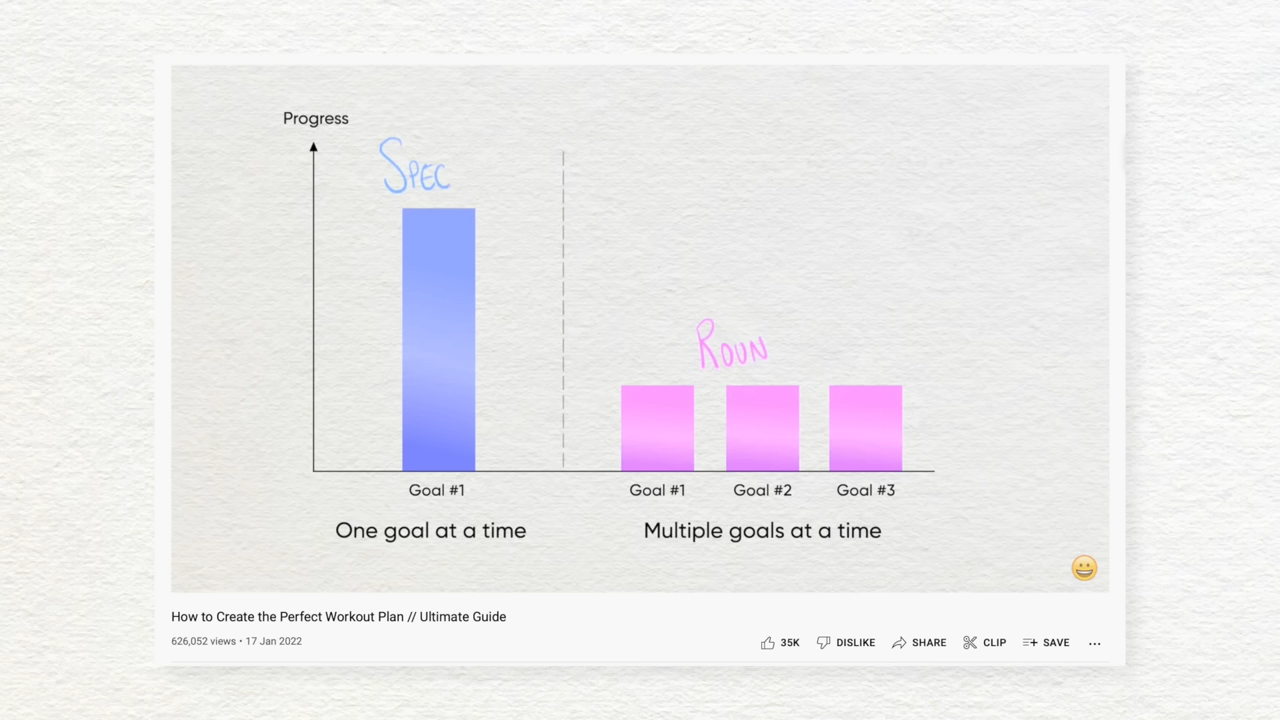 Progress
SPEC
ROUN
Goal #1
Goal #1
Goal #2
Goal #3
One goal at a time
Multiple goals at a time
How to Create the Perfect Workout Plan // Ultimate Guide
626,052 views • 17 Jan 2022
35K
DISLIKE
SHARE
CLIP
SAVE